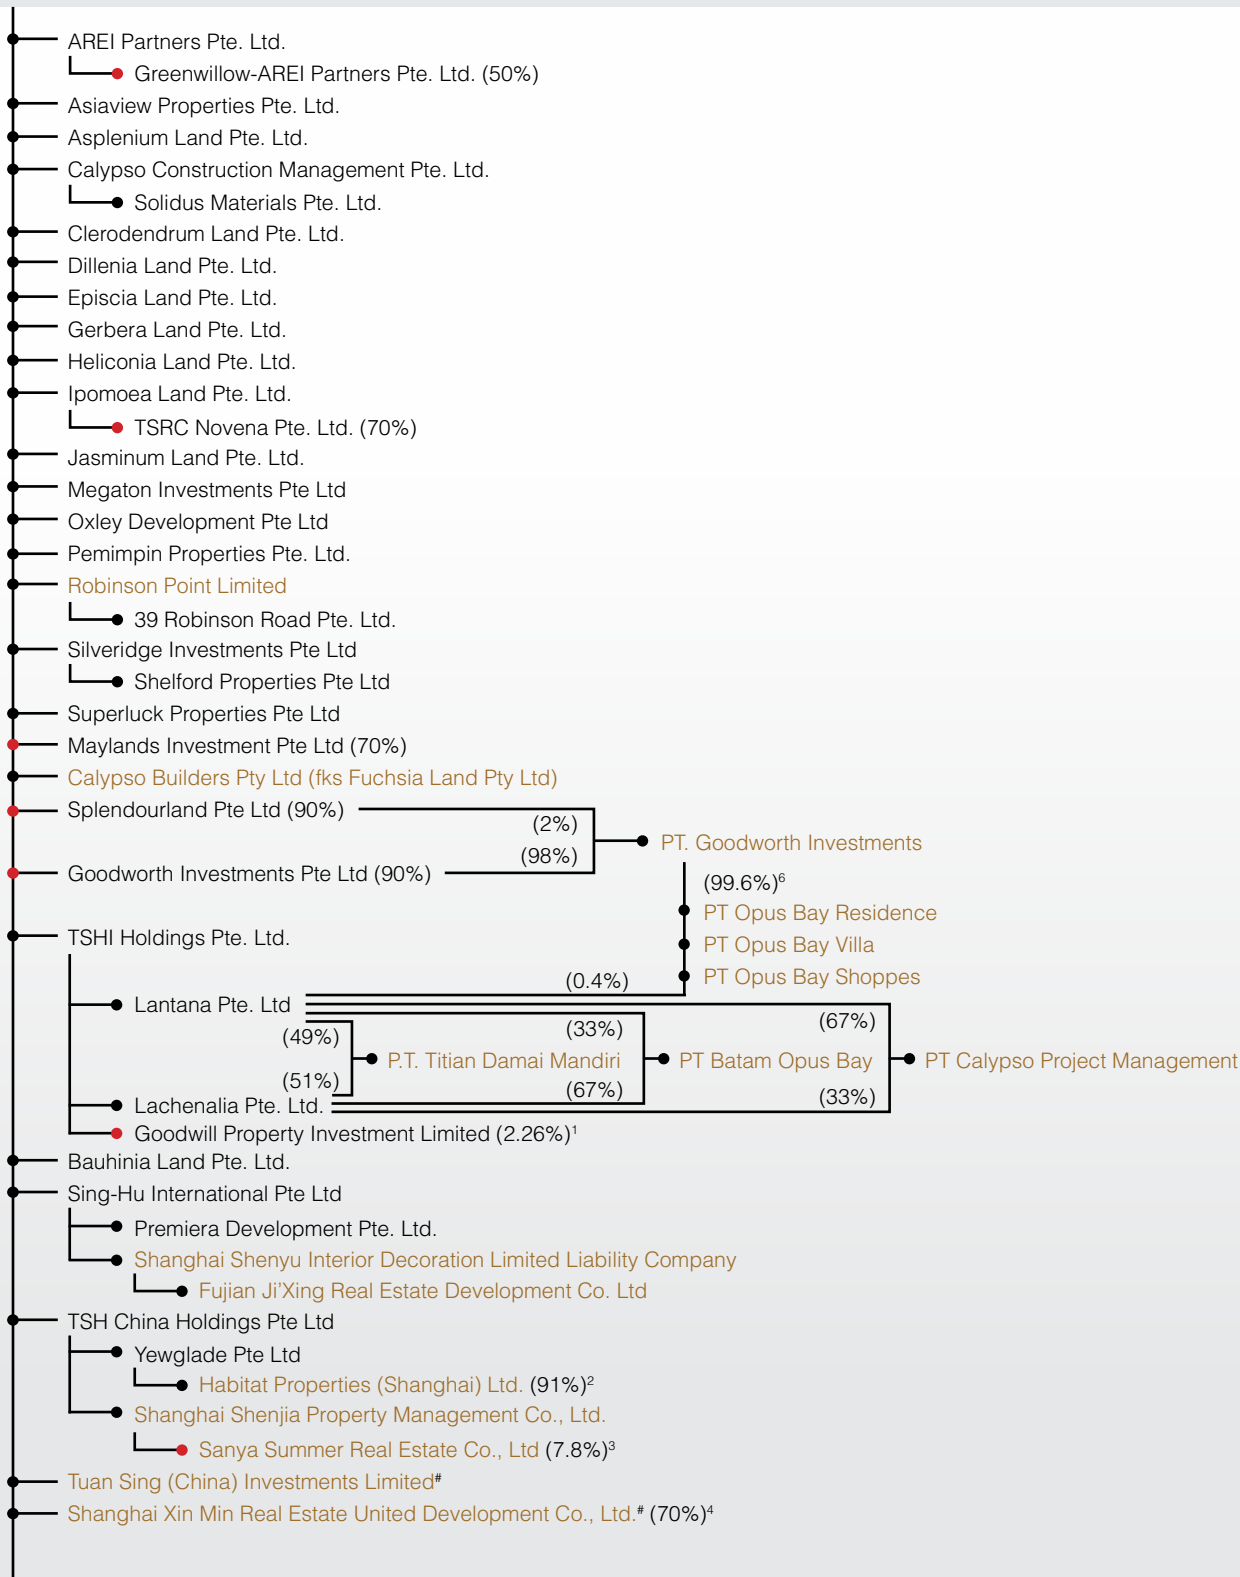 AREI Partners Pte. Ltd.
Greenwillow-AREI Partners Pte. Ltd. (50%)
Asiaview Properties Pte. Ltd.
Asplenium Land Pte. Ltd.
Calypso Construction Management Pte. Ltd.
Solidus Materials Pte. Ltd.
Clerodendrum Land Pte. Ltd.
Dillenia Land Pte. Ltd.
Episcia Land Pte. Ltd.
Gerbera Land Pte. Ltd.
Heliconia Land Pte. Ltd.
Ipomoea Land Pte. Ltd.
TSRC Novena Pte. Ltd. (70%)
Jasminum Land Pte. Ltd.
Megaton Investments Pte Ltd
Oxley Development Pte Ltd
Pemimpin Properties Pte. Ltd.
Robinson Point Limited
39 Robinson Road Pte. Ltd.
Silveridge Investments Pte Ltd
Shelford Properties Pte Ltd
Superluck Properties Pte Ltd
Maylands Investment Pte Ltd (70%)
Calypso Builders Pty Ltd (fks Fuchsia Land Pty Ltd)
Splendourland Pte Ltd (90%)
(2%)
PT. Goodworth Investments
(98%)
Goodworth Investments Pte Ltd (90%)
(99.6%)⁶
PT Opus Bay Residence
TSHI Holdings Pte. Ltd.
PT Opus Bay Villa
PT Opus Bay Shoppes
(0.4%)
Lantana Pte. Ltd
(49%)
(33%)
(67%)
P.T. Titian Damai Mandiri
PT Batam Opus Bay
PT Calypso Project Management
(51%)
(67%)
(33%)
Lachenalia Pte. Ltd.
Goodwill Property Investment Limited (2.26%)¹
Bauhinia Land Pte. Ltd.
Sing-Hu International Pte Ltd
Premiera Development Pte. Ltd.
Shanghai Shenyu Interior Decoration Limited Liability Company
Fujian Ji’Xing Real Estate Development Co. Ltd
TSH China Holdings Pte Ltd
Yewglade Pte Ltd
Habitat Properties (Shanghai) Ltd. (91%)²
Shanghai Shenjia Property Management Co., Ltd.
Sanya Summer Real Estate Co., Ltd (7.8%)³
Tuan Sing (China) Investments Limited#
Shanghai Xin Min Real Estate United Development Co., Ltd.# (70%)⁴